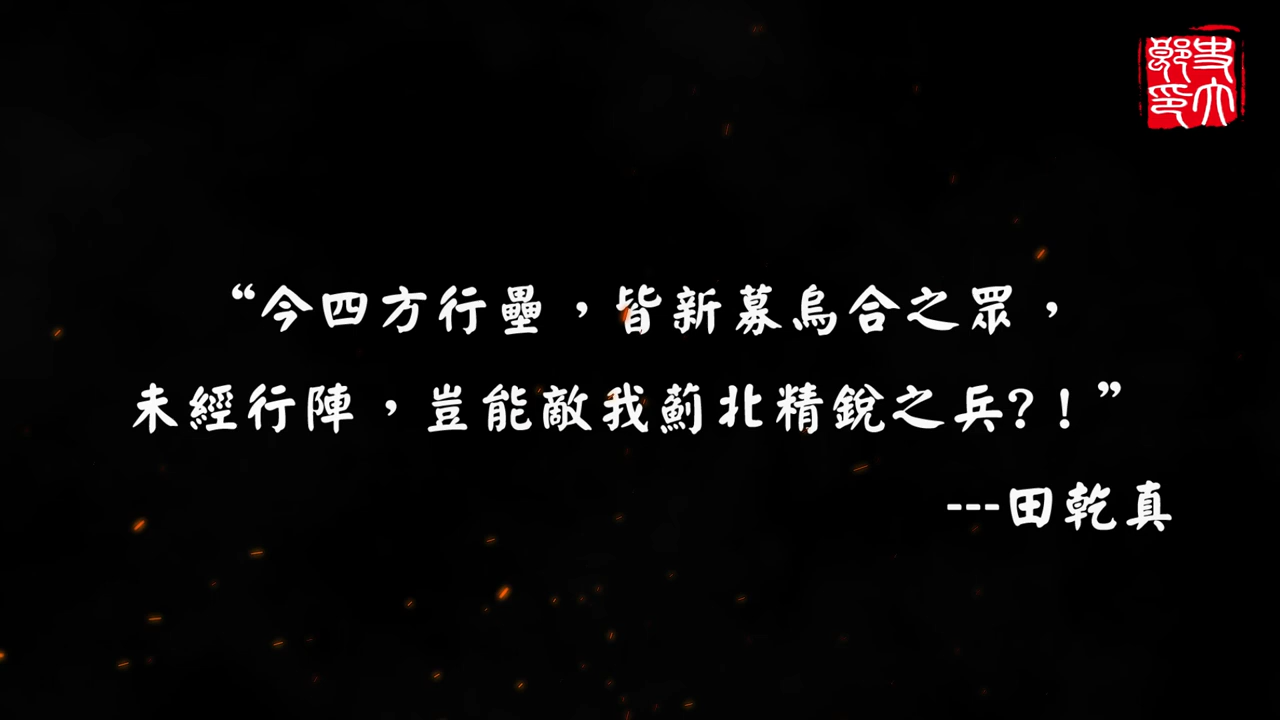 “今四方行壘，皆新募烏合之眾，
未經行陣，豈能敵我薊北精銳之兵？！”
---田乾真